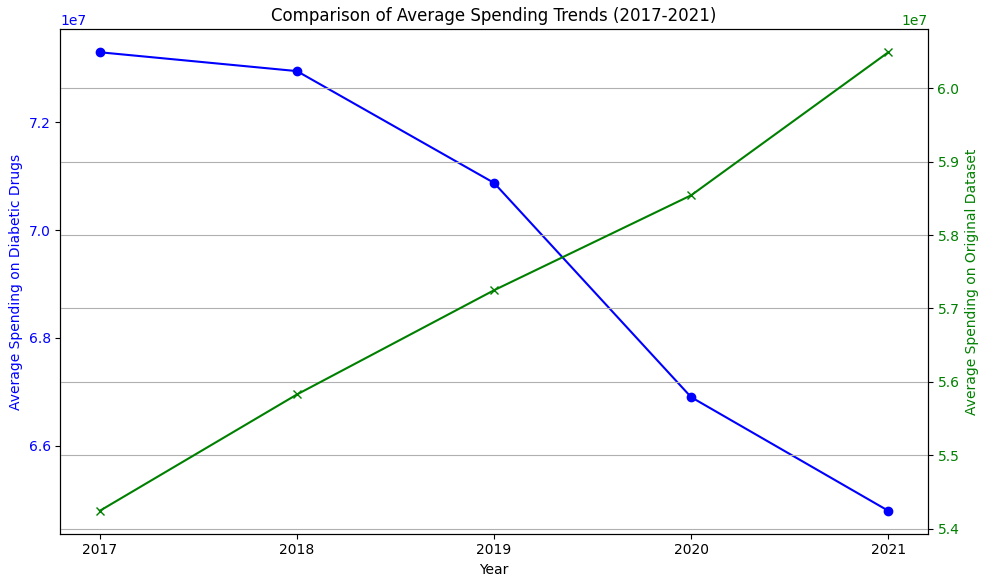 Comparison of Average Spending Trends (2017-2021)
1e7
1e7
7.2
7.0
6.8
6.6
Average Spending on Diabetic Drugs
6.0
5.9
5.8
5.7
5.6
5.5
5.4
Average Spending on Original Dataset
2017 2018 2019 2020 2021
Year